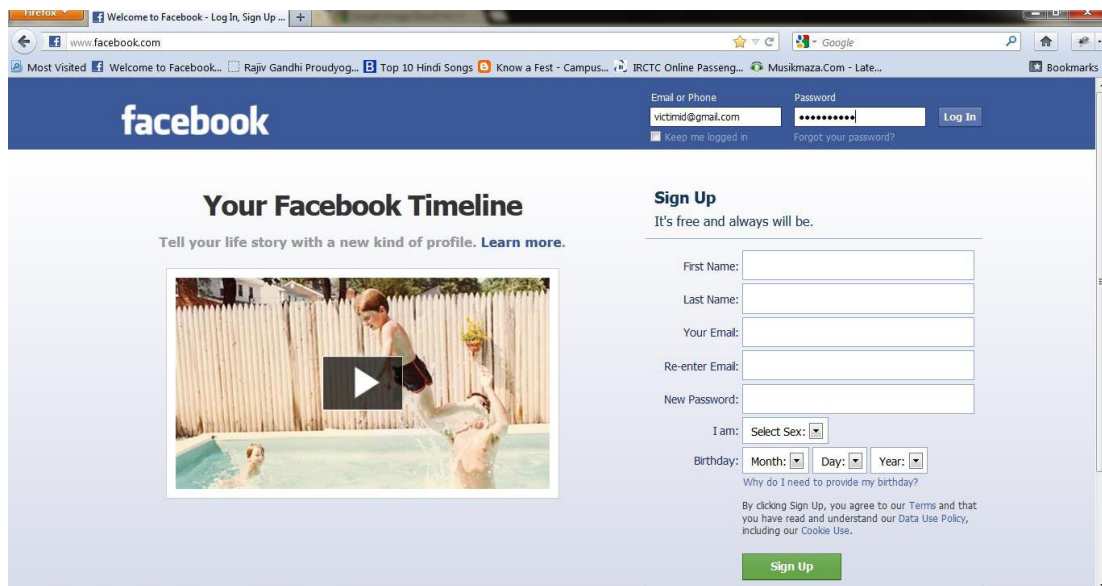 Firefox
Welcome to Facebook - Log In, Sign Up ... +
www.facebook.com
Google
Most Visited Welcome to Facebook... Rajiv Gandhi Proudyog... Top 10 Hindi Songs Know a Fest - Campus... IRCTC Online Passeng... Musikmaza.Com - Late... Bookmarks
facebook
Email or Phone Password
victimid@gmail.com •••••••••• Log In
Keep me logged in Forgot your password?
Your Facebook Timeline
Tell your life story with a new kind of profile. Learn more.
Sign Up
It's free and always will be.
First Name:
Last Name:
Your Email:
Re-enter Email:
New Password:
I am: Select Sex:
Birthday: Month: Day: Year:
Why do I need to provide my birthday?
By clicking Sign Up, you agree to our Terms and that
you have read and understand our Data Use Policy,
including our Cookie Use.
Sign Up